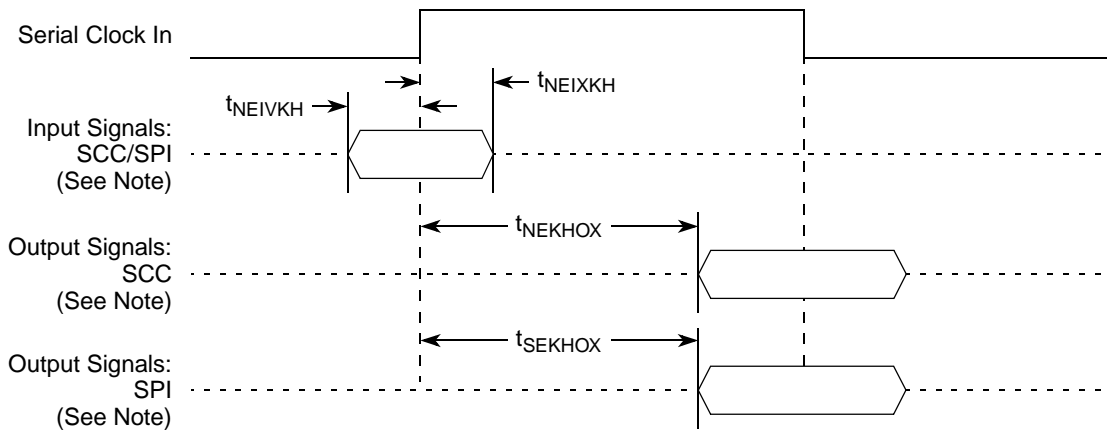 Serial Clock In
tNEIXKH
tNEIVKH
Input Signals:
SCC/SPI
(See Note)
tNEKHOX
Output Signals:
SCC
(See Note)
tSEKHOX
Output Signals:
SPI
(See Note)